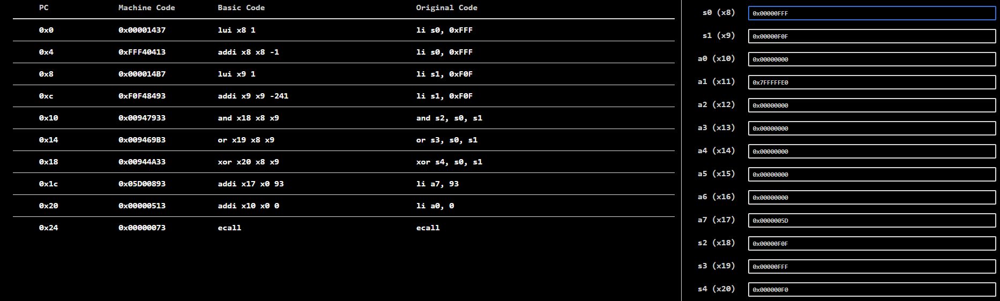 PC Machine Code Basic Code Original Code
0x0 0x00001437 lui x8 1 li s0, 0xFFF
0x4 0xFFF40413 addi x8 x8 -1 li s0, 0xFFF
0x8 0x000014B7 lui x9 1 li s1, 0xF0F
0xc 0xF0F48493 addi x9 x9 -241 li s1, 0xF0F
0x10 0x00947933 and x18 x8 x9 and s2, s0, s1
0x14 0x009469B3 or x19 x8 x9 or s3, s0, s1
0x18 0x00944A33 xor x20 x8 x9 xor s4, s0, s1
0x1c 0x05D00893 addi x17 x0 93 li a7, 93
0x20 0x00000513 addi x10 x0 0 li a0, 0
0x24 0x00000073 ecall ecall
s0 (x8) 0x00000FFF
s1 (x9) 0x00000F0F
a0 (x10) 0x00000000
a1 (x11) 0x7FFFFFE0
a2 (x12) 0x00000000
a3 (x13) 0x00000000
a4 (x14) 0x00000000
a5 (x15) 0x00000000
a6 (x16) 0x00000000
a7 (x17) 0x0000005D
s2 (x18) 0x00000F0F
s3 (x19) 0x00000FFF
s4 (x20) 0x000000F0